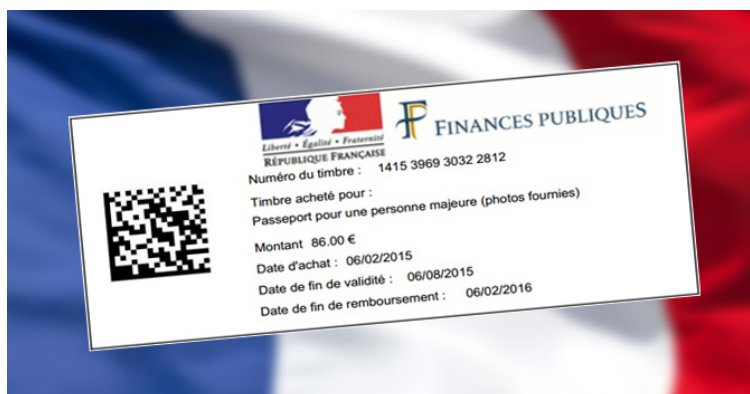 Liberté • Égalité • Fraternité
RÉPUBLIQUE FRANÇAISE
FINANCES PUBLIQUES
Numéro du timbre : 1415 3969 3032 2812
Timbre acheté pour :
Passeport pour une personne majeure (photos fournies)
Montant 86.00 €
Date d'achat : 06/02/2015
Date de fin de validité : 06/08/2015
Date de fin de remboursement : 06/02/2016